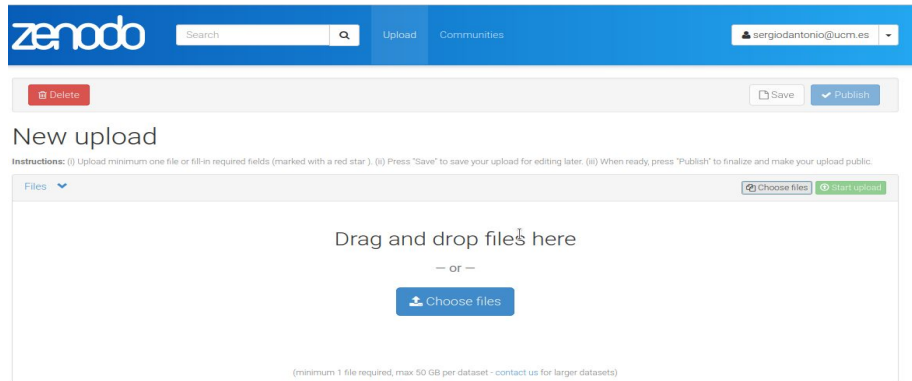 zenodo Search Upload Communities sergiodantonio@ucm.es
Delete Save Publish
New upload
Instructions: (i) Upload minimum one file or fill-in required fields (marked with a red star ). (ii) Press "Save" to save your upload for editing later. (iii) When ready, press "Publish" to finalize and make your upload public.
Files Choose files Start upload
Drag and drop files here
— or —
Choose files
(minimum 1 file required, max 50 GB per dataset - contact us for larger datasets)